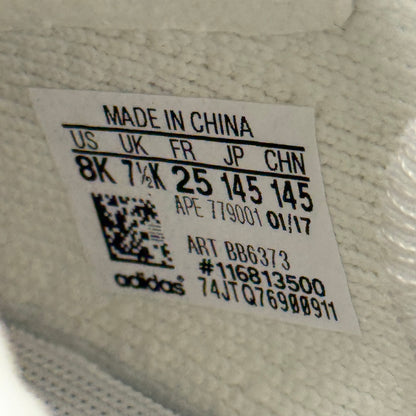 MADE IN CHINA
US UK FR JP CHN
8K 7½K 25 145 145
APE 779001 01/17
ART BB6373
#116813500
adidas 74JTQ76900911